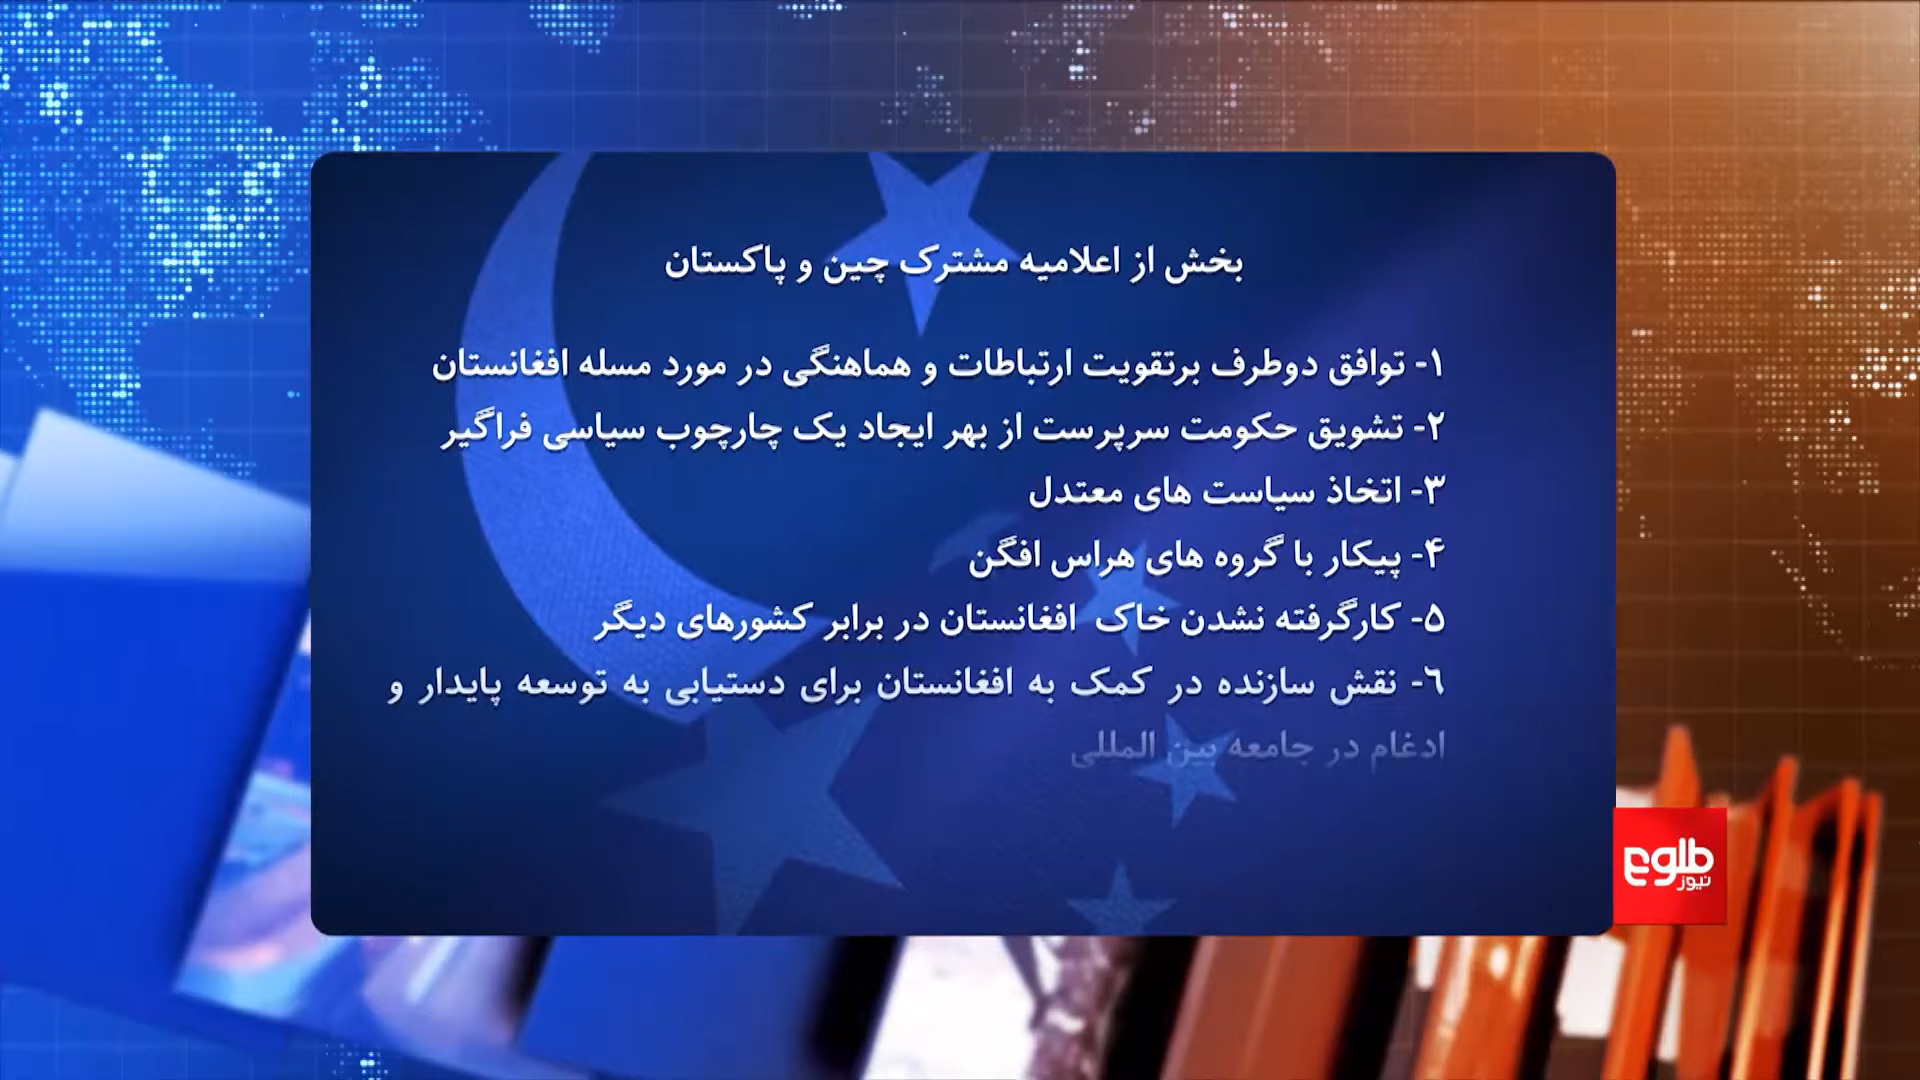 بخش از اعلامیه مشترک چین و پاکستان
۱- توافق دوطرف برتقویت ارتباطات و هماهنگی در مورد مسله افغانستان
۲- تشویق حکومت سرپرست از بهر ایجاد یک چارچوب سیاسی فراگیر
۳- اتخاذ سیاست های معتدل
۴- پیکار با گروه های هراس افگن
۵- کارگرفته نشدن خاک افغانستان در برابر کشورهای دیگر
٦- نقش سازنده در کمک به افغانستان برای دستیابی به توسعه پایدار و
ادغام در جامعه بین المللی
طلوع
نیوز